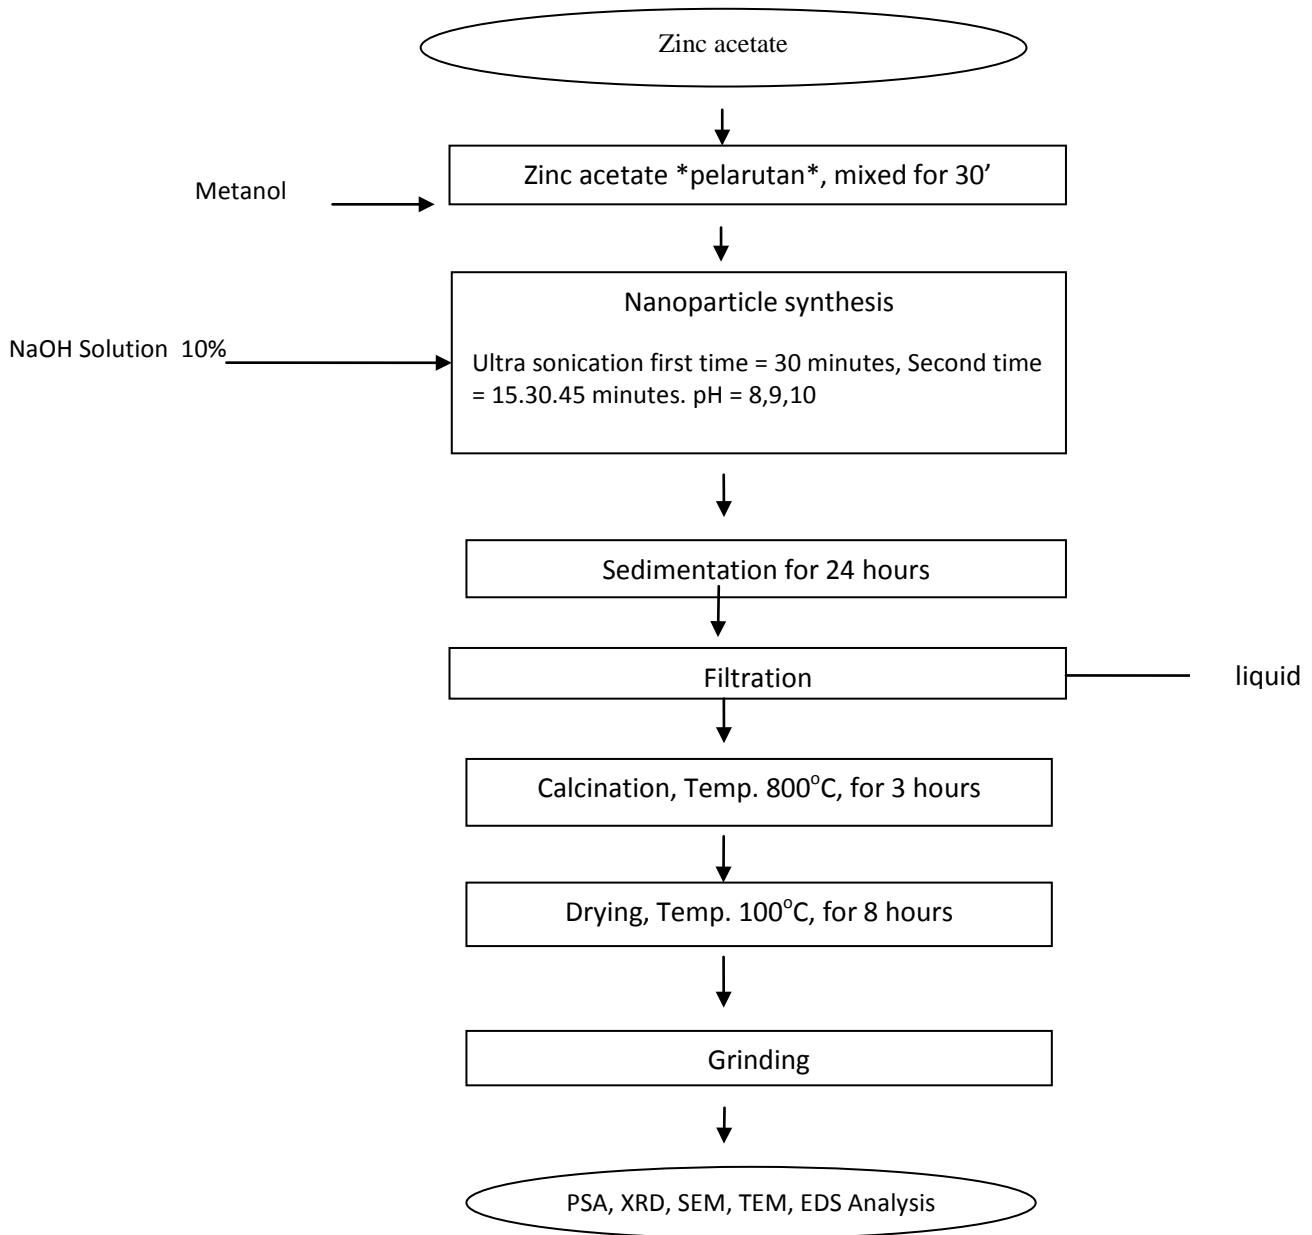 Zinc acetate
Zinc acetate *pelarutan*, mixed for 30’
Metanol
Nanoparticle synthesis
NaOH Solution 10%
Ultra sonication first time = 30 minutes, Second time
= 15.30.45 minutes. pH = 8,9,10
Sedimentation for 24 hours
Filtration
liquid
Calcination, Temp. 800°C, for 3 hours
Drying, Temp. 100°C, for 8 hours
Grinding
PSA, XRD, SEM, TEM, EDS Analysis